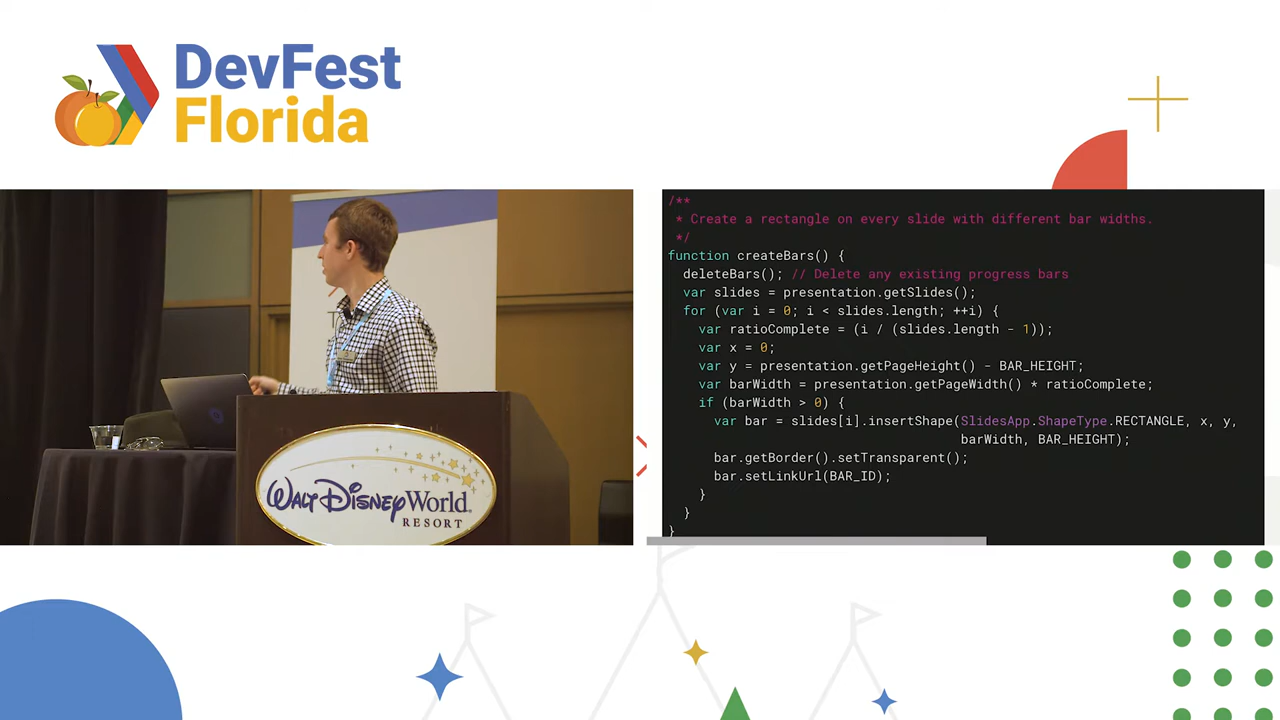 DevFest
Florida
WALT DISNEY World.
RESORT
/**
 * Create a rectangle on every slide with different bar widths.
 */
function createBars() {
  deleteBars(); // Delete any existing progress bars
  var slides = presentation.getSlides();
  for (var i = 0; i < slides.length; ++i) {
    var ratioComplete = (i / (slides.length - 1));
    var x = 0;
    var y = presentation.getPageHeight() - BAR_HEIGHT;
    var barWidth = presentation.getPageWidth() * ratioComplete;
    if (barWidth > 0) {
      var bar = slides[i].insertShape(SlidesApp.ShapeType.RECTANGLE, x, y,
                                      barWidth, BAR_HEIGHT);
      bar.getBorder().setTransparent();
      bar.setLinkUrl(BAR_ID);
    }
  }
}